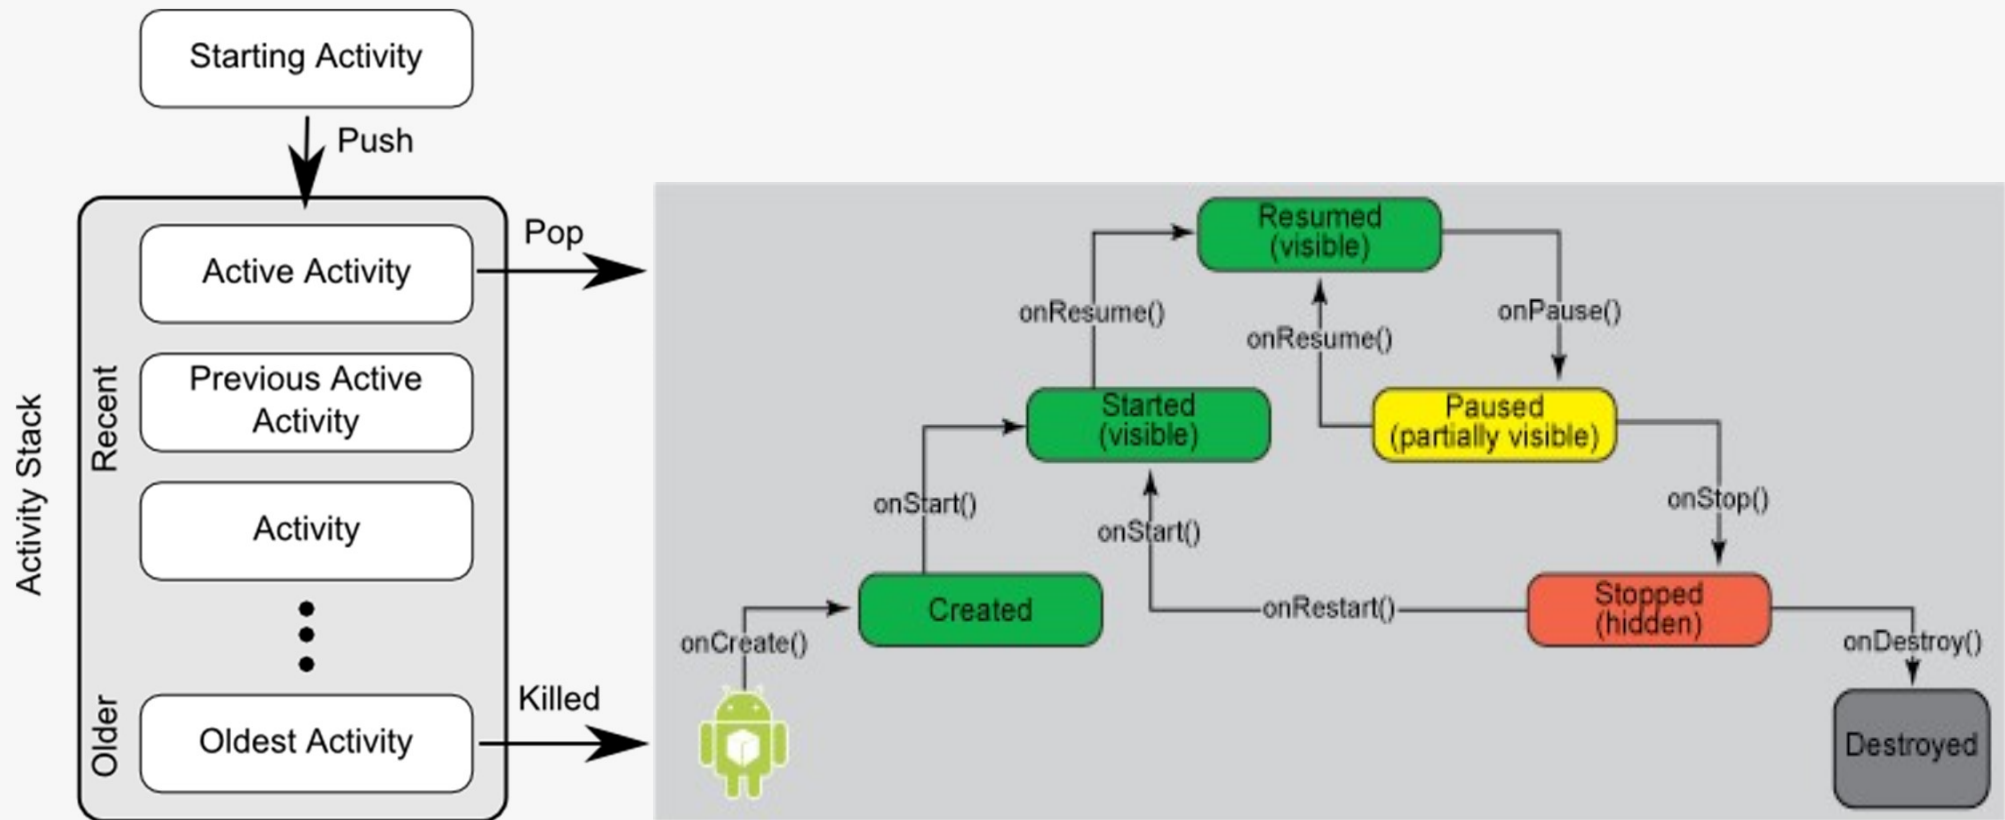 Starting Activity
Push
Activity Stack
Recent
Older
Active Activity
Previous Active
Activity
Activity
Oldest Activity
Pop
Killed
Resumed
(visible)
onResume()
onResume()
onPause()
Started
(visible)
Paused
(partially visible)
onStart()
onStart()
onStop()
Created
onRestart()
Stopped
(hidden)
onCreate()
onDestroy()
Destroyed